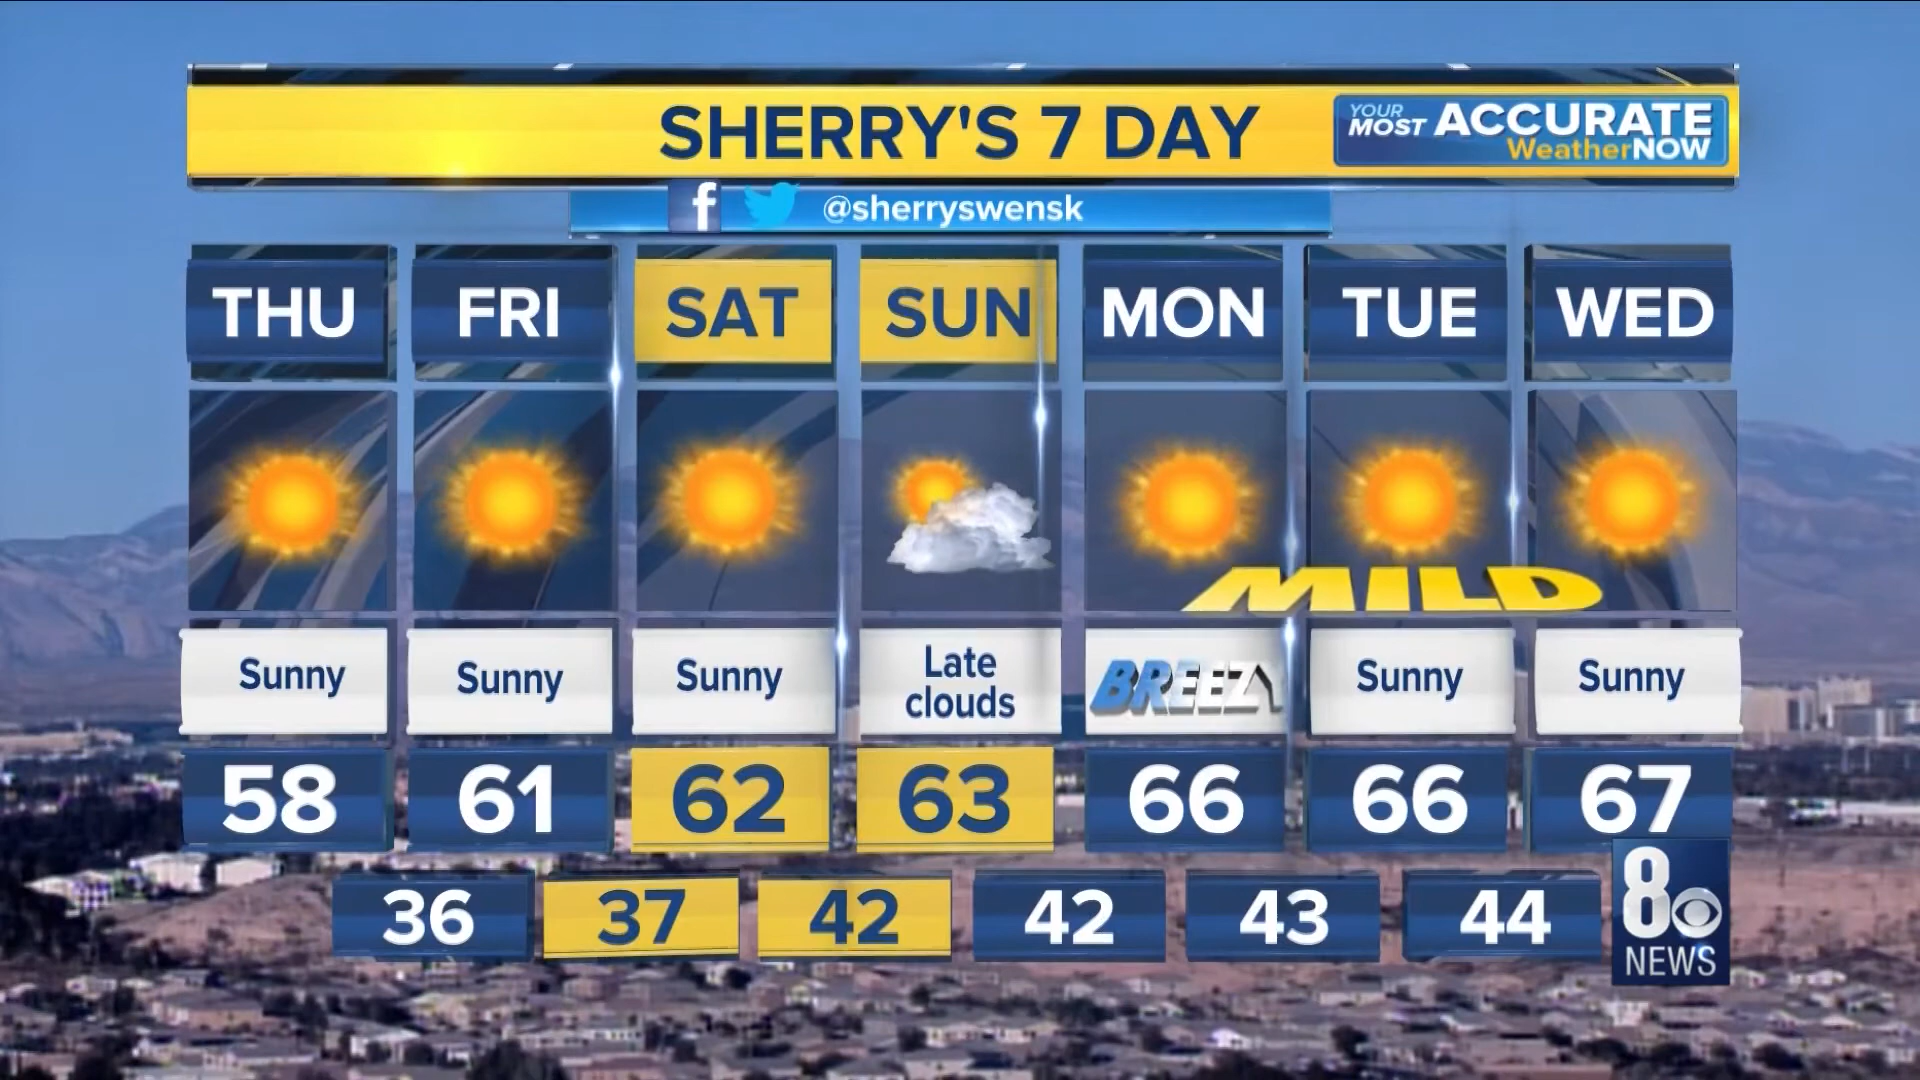 SHERRY'S 7 DAY
YOUR
MOST ACCURATE
WeatherNOW
f @sherryswensk
THU FRI SAT SUN MON TUE WED
MILD
Sunny Sunny Sunny Late clouds BREEZY Sunny Sunny
58 61 62 63 66 66 67
36 37 42 42 43 44
8
NEWS